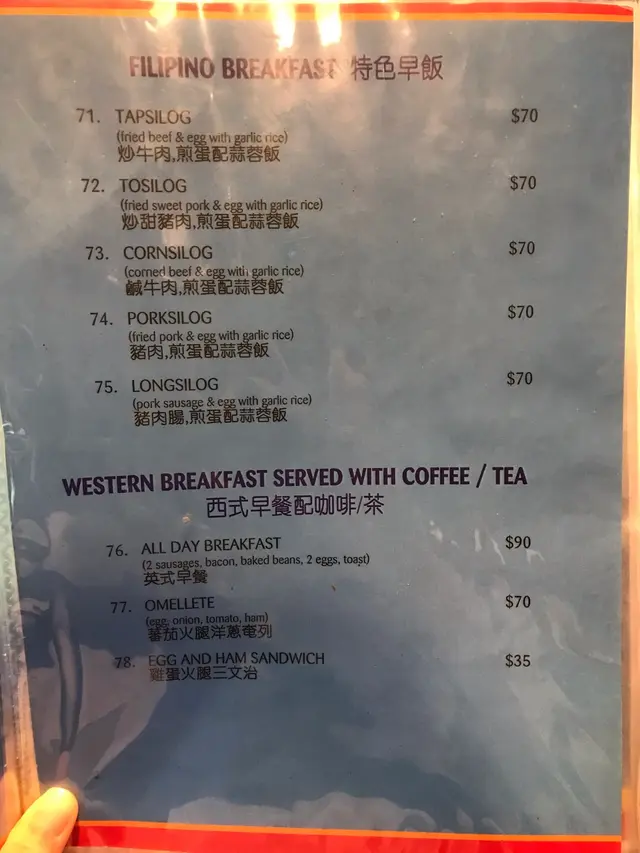 FILIPINO BREAKFAST 特色早飯
71. TAPSILOG $70
(fried beef & egg with garlic rice)
炒牛肉,煎蛋配蒜蓉飯
72. TOSILOG $70
(fried sweet pork & egg with garlic rice)
炒甜豬肉,煎蛋配蒜蓉飯
73. CORNSILOG $70
(corned beef & egg with garlic rice)
鹹牛肉,煎蛋配蒜蓉飯
74. PORKSILOG $70
(fried pork & egg with garlic rice)
豬肉,煎蛋配蒜蓉飯
75. LONGSILOG $70
(pork sausage & egg with garlic rice)
豬肉腸,煎蛋配蒜蓉飯
WESTERN BREAKFAST SERVED WITH COFFEE / TEA
西式早餐配咖啡/茶
76. ALL DAY BREAKFAST $90
(2 sausages, bacon, baked beans, 2 eggs, toast)
英式早餐
77. OMELLETE $70
(egg, onion, tomato, ham)
蕃茄火腿洋蔥奄列
78. EGG AND HAM SANDWICH $35
雞蛋火腿三文治